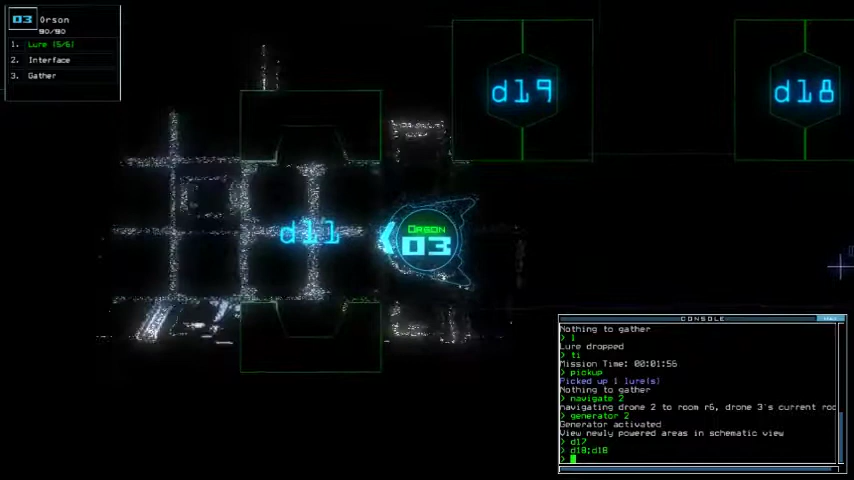 03 Orson
90/90
1. Lure (5/6)
2. Interface
3. Gather
d19
d18
d11
Orson
03
CONSOLE
Nothing to gather
> l
Lure dropped
> ti
Mission Time: 00:01:56
> pickup
Picked up 1 lure(s)
Nothing to gather
> navigate 2
navigating drone 2 to room r6, drone 3's current roo
> generator 2
Generator activated
View newly powered areas in schematic view
> d17
> d18;d18
>